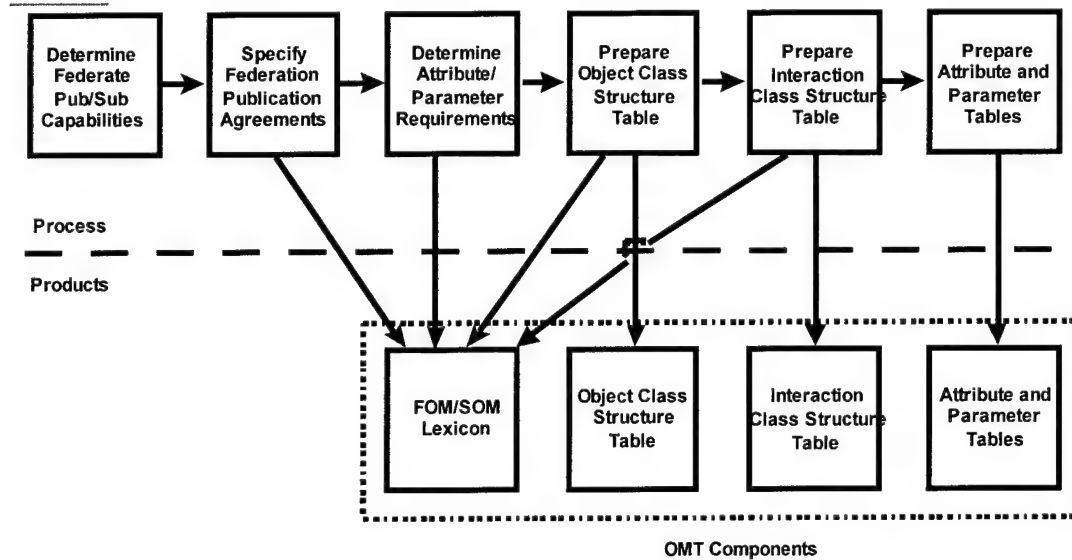 Determine
Federate
Pub/Sub
Capabilities
Specify
Federation
Publication
Agreements
Determine
Attribute/
Parameter
Requirements
Prepare
Object Class
Structure
Table
Prepare
Interaction
Class Structure
Table
Prepare
Attribute and
Parameter
Tables
Process
Products
FOM/SOM
Lexicon
Object Class
Structure
Table
Interaction
Class Structure
Table
Attribute and
Parameter
Tables
OMT Components